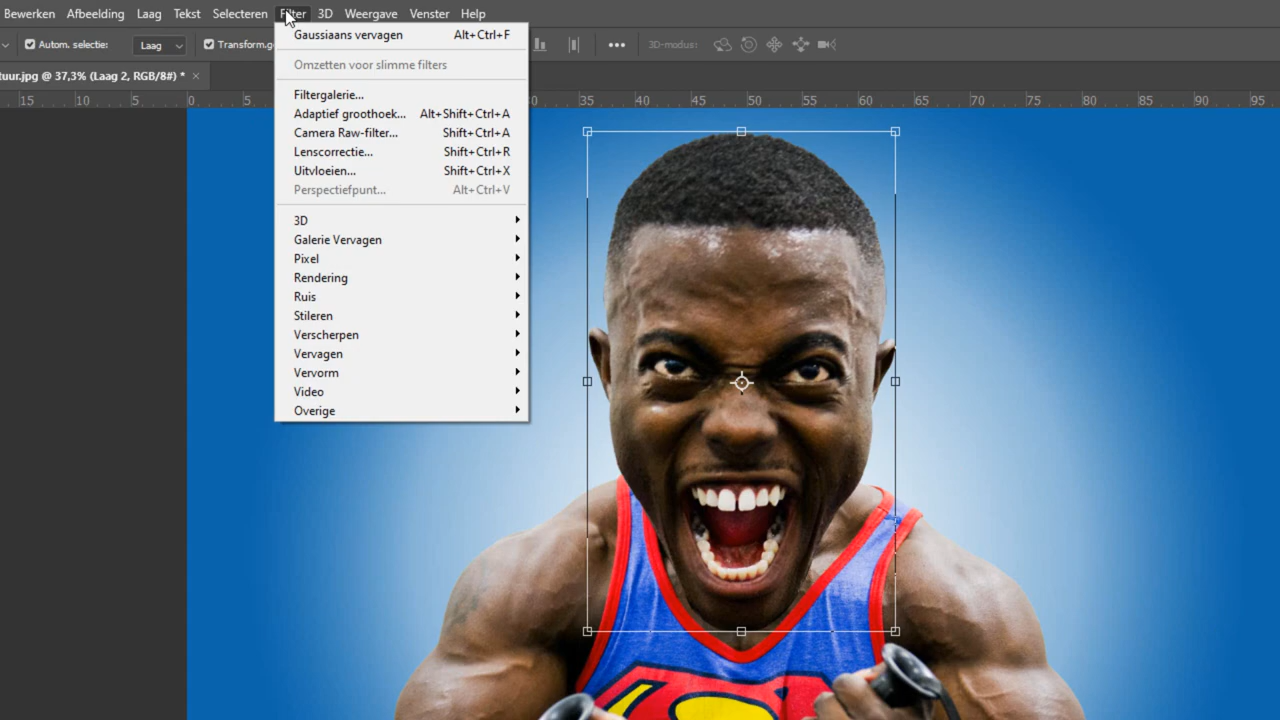 Bewerken Afbeelding Laag Tekst Selecteren Filter 3D Weergave Venster Help
Autom. selectie: Laag Transform.g 3D-modus:
tuur.jpg @ 37,3% (Laag 2, RGB/8#) * ×
15 10 5 0 5 30 35 40 45 50 55 60 65 70 75 80 85 90 95
Gaussiaans vervagen Alt+Ctrl+F
Omzetten voor slimme filters
Filtergalerie...
Adaptief groothoek... Alt+Shift+Ctrl+A
Camera Raw-filter... Shift+Ctrl+A
Lenscorrectie... Shift+Ctrl+R
Uitvloeien... Shift+Ctrl+X
Perspectiefpunt... Alt+Ctrl+V
3D
Galerie Vervagen
Pixel
Rendering
Ruis
Stileren
Verscherpen
Vervagen
Vervorm
Video
Overige